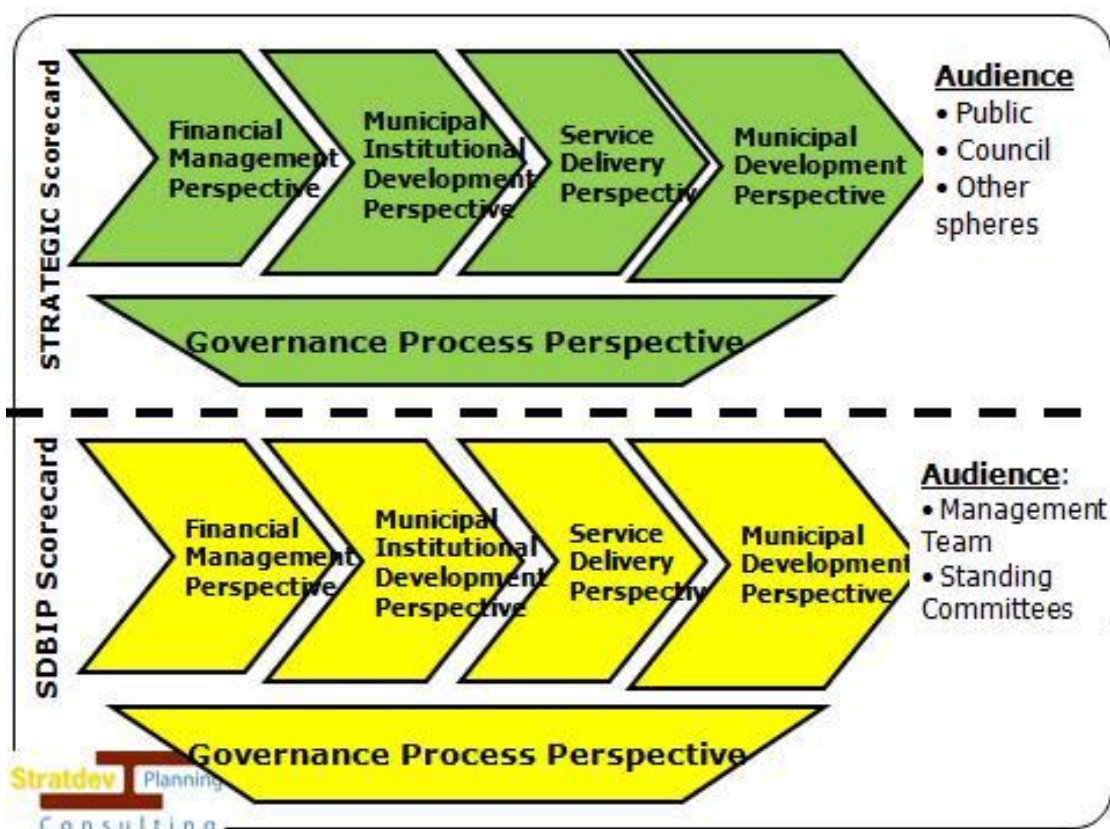 STRATEGIC Scorecard
Financial
Management
Perspective
Municipal
Institutional
Development
Perspective
Service
Delivery
Perspectiv
Municipal
Development
Perspective
Audience
• Public
• Council
• Other
spheres
Governance Process Perspective
SDBIP Scorecard
Financial
Management
Perspective
Municipal
Institutional
Development
Perspective
Service
Delivery
Perspectiv
Municipal
Development
Perspective
Audience:
• Management
Team
• Standing
Committees
Governance Process Perspective
Stratdev Planning
Consulting